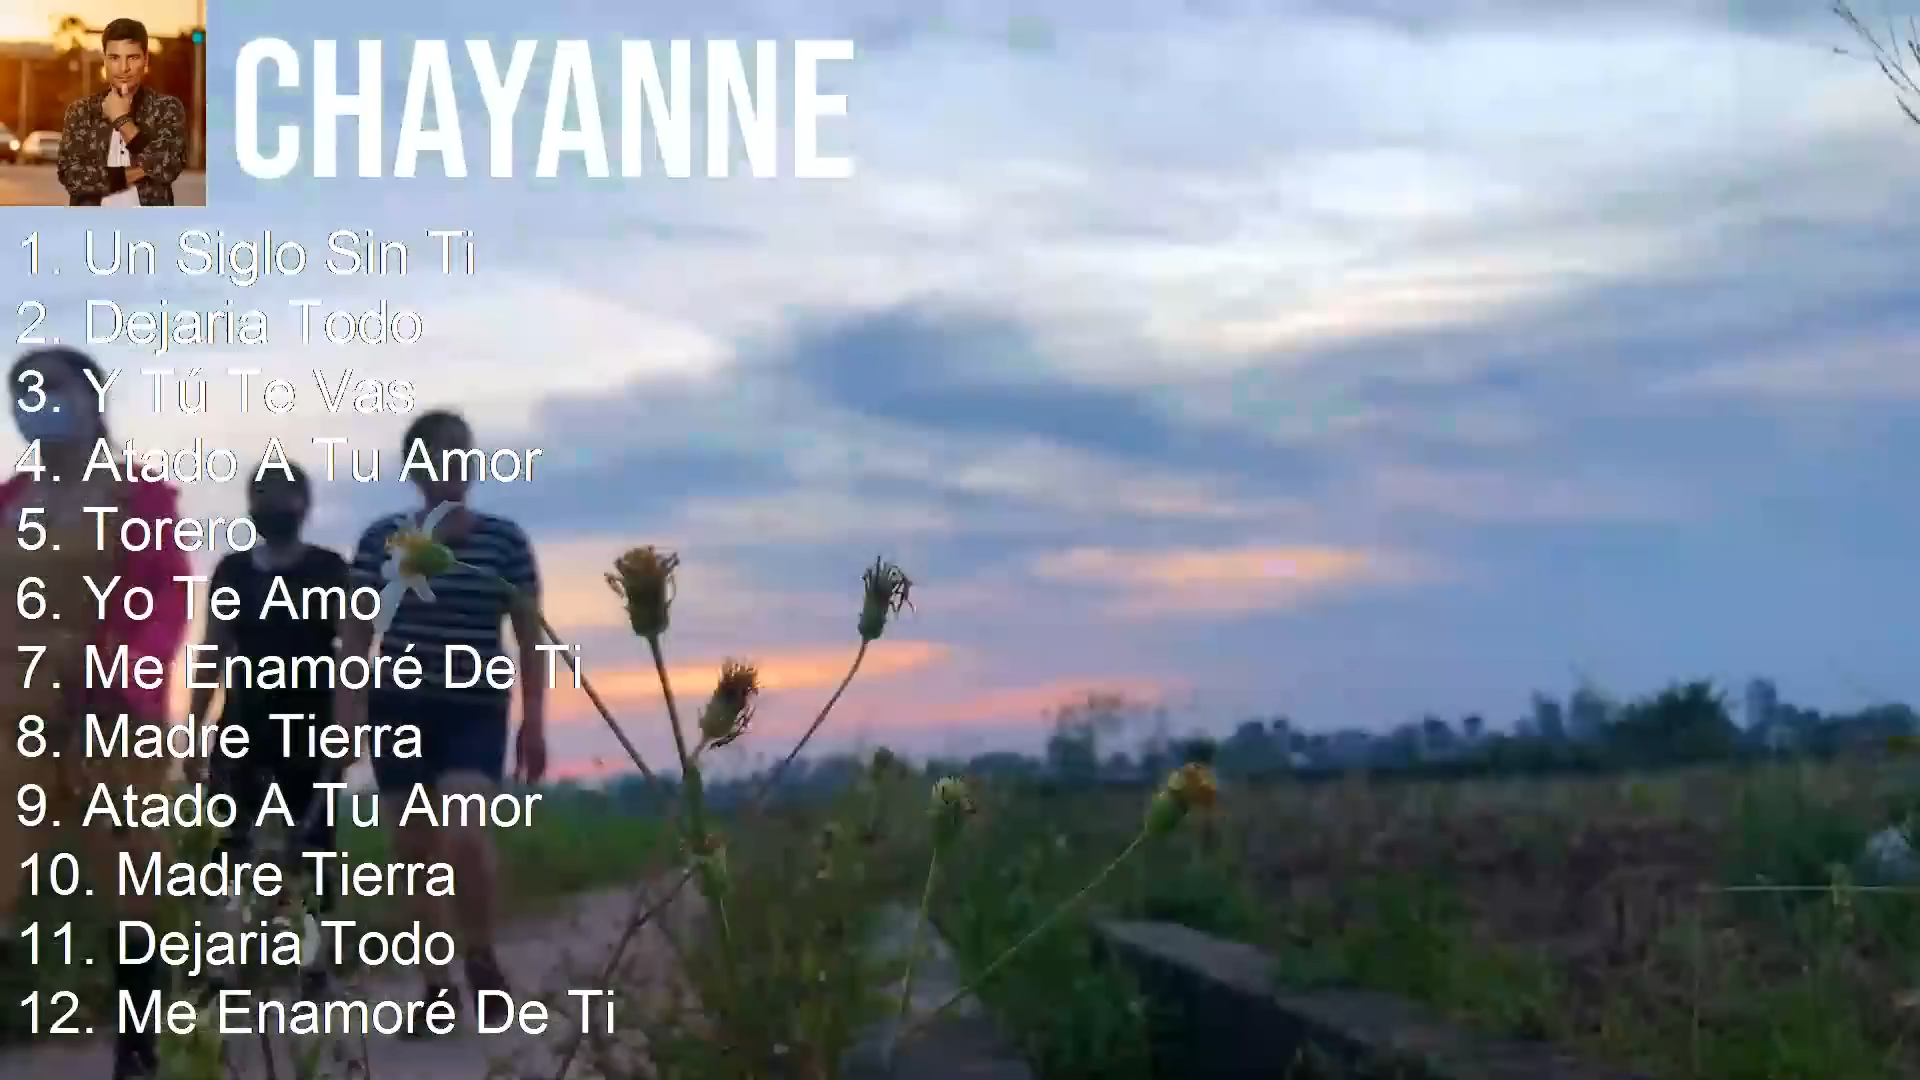 CHAYANNE
1. Un Siglo Sin Ti
2. Dejaria Todo
3. Y Tú Te Vas
4. Atado A Tu Amor
5. Torero
6. Yo Te Amo
7. Me Enamoré De Ti
8. Madre Tierra
9. Atado A Tu Amor
10. Madre Tierra
11. Dejaria Todo
12. Me Enamoré De Ti